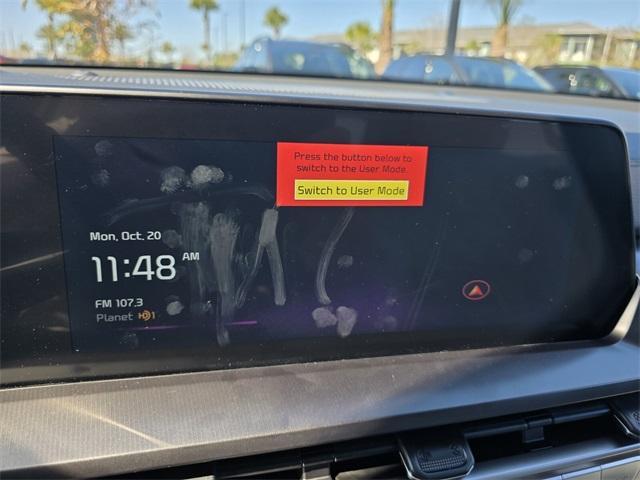 Press the button below to
switch to the User Mode.
Switch to User Mode
Mon, Oct. 20
11:48 AM
FM 107.3
Planet HD1